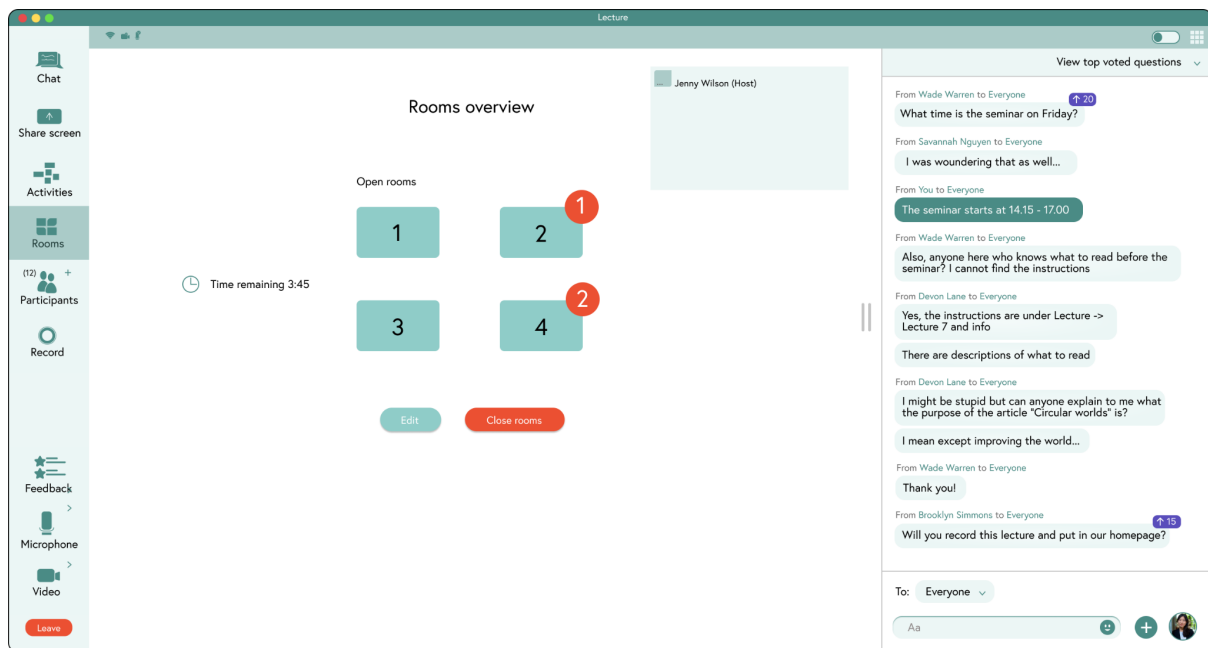 Lecture
Chat
Share screen
Activities
Rooms
(12)
+
Participants
Record
Feedback
Microphone
Video
Leave
Rooms overview
Open rooms
1
2
1
Time remaining 3:45
3
4
2
Edit
Close rooms
... Jenny Wilson (Host)
View top voted questions
From Wade Warren to Everyone
↑ 20
What time is the seminar on Friday?
From Savannah Nguyen to Everyone
I was woundering that as well...
From You to Everyone
The seminar starts at 14.15 - 17.00
From Wade Warren to Everyone
Also, anyone here who knows what to read before the
seminar? I cannot find the instructions
From Devon Lane to Everyone
Yes, the instructions are under Lecture ->
Lecture 7 and info
There are descriptions of what to read
From Devon Lane to Everyone
I might be stupid but can anyone explain to me what
the purpose of the article "Circular worlds" is?
I mean except improving the world...
From Wade Warren to Everyone
Thank you!
From Brooklyn Simmons to Everyone
↑ 15
Will you record this lecture and put in our homepage?
To: Everyone
Aa